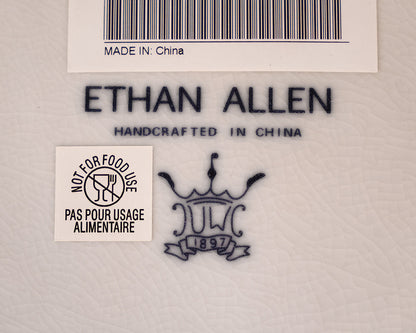 MADE IN: China
ETHAN ALLEN
HANDCRAFTED IN CHINA
NOT FOR FOOD USE
PAS POUR USAGE
ALIMENTAIRE
UWC
1897